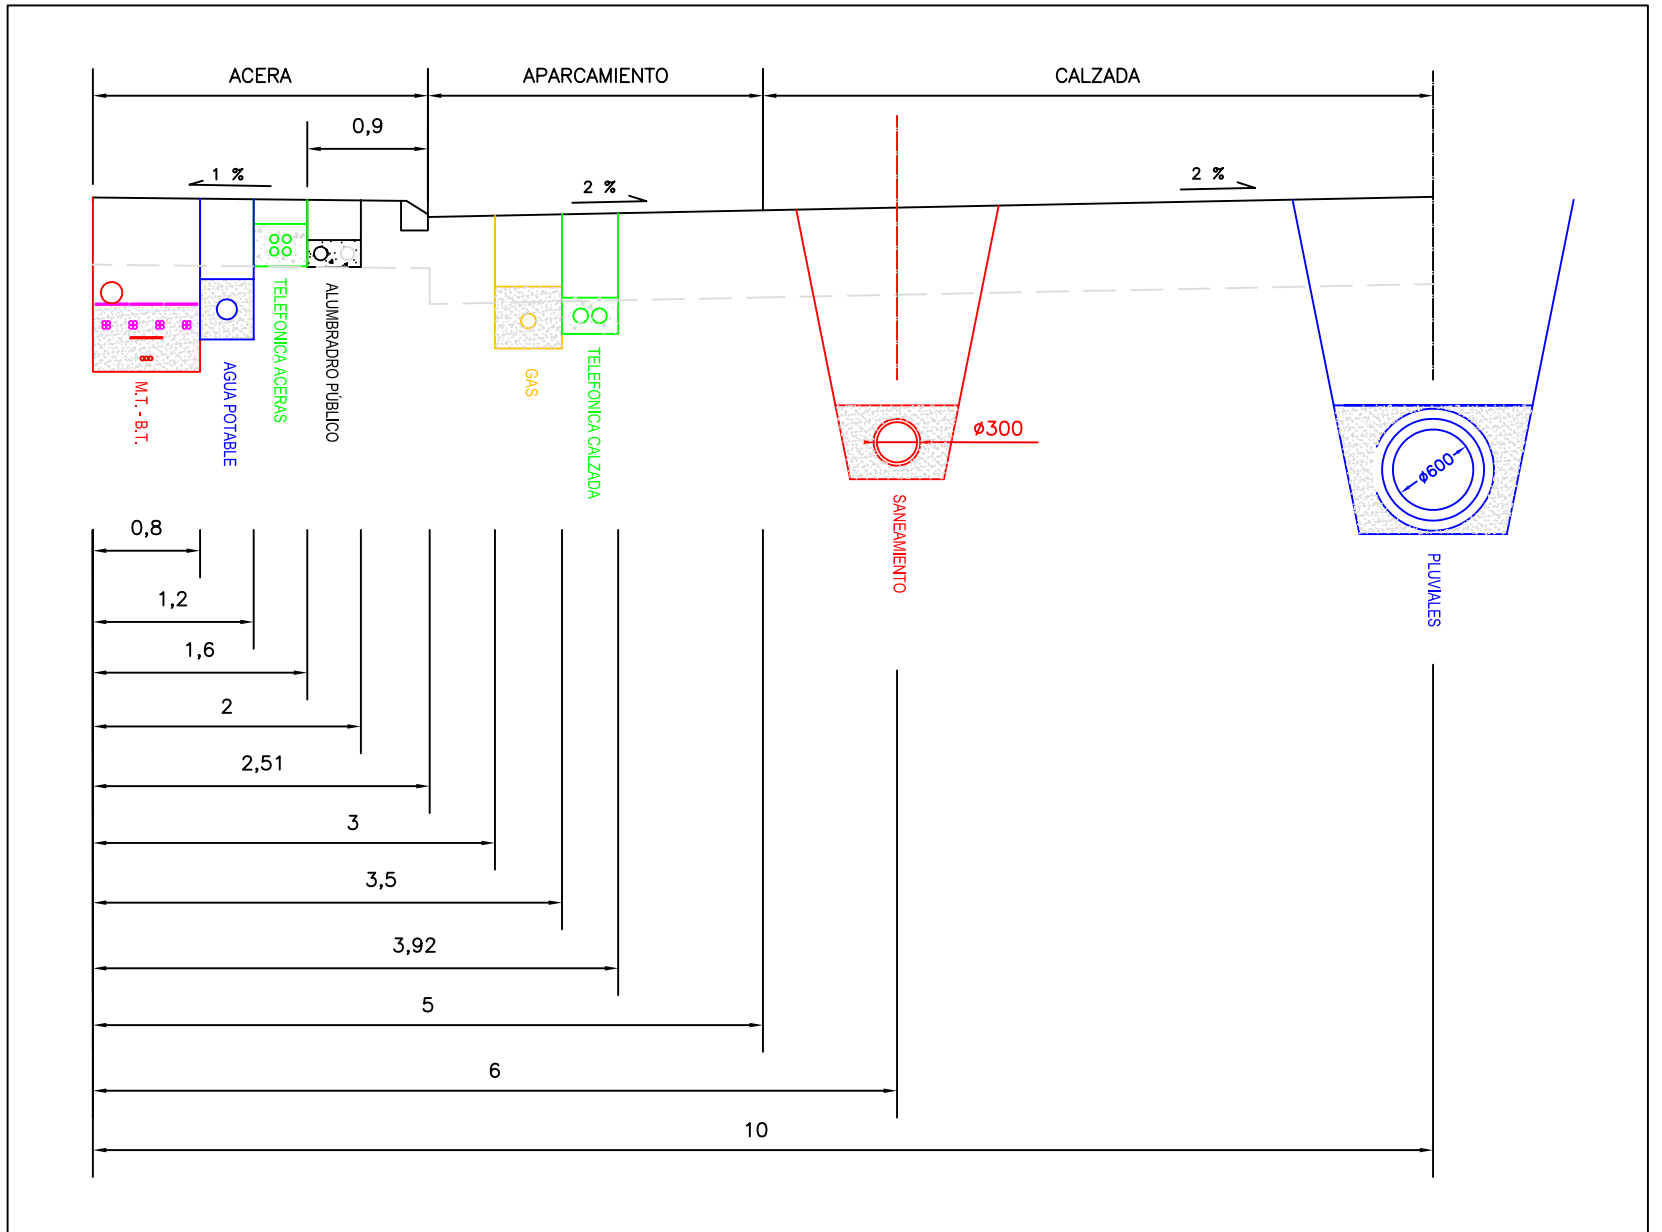 ACERA
APARCAMIENTO
CALZADA
0,9
1 %
2 %
2 %
M.T. - B.T.
AGUA POTABLE
TELEFONICA ACERAS
ALUMBRADRO PÚBLICO
GAS
TELEFONICA CALZADA
ø300
SANEAMIENTO
ø600
PLUVIALES
0,8
1,2
1,6
2
2,51
3
3,5
3,92
5
6
10